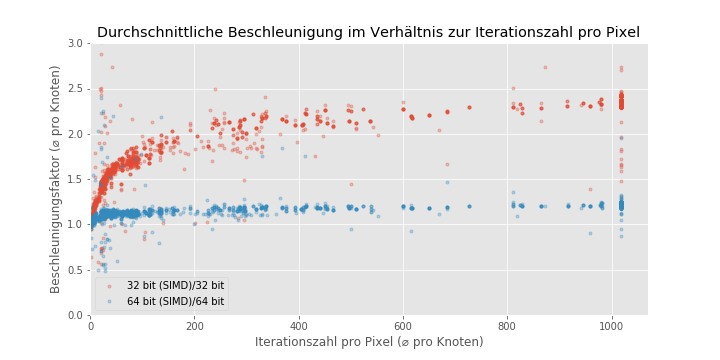 Durchschnittliche Beschleunigung im Verhältnis zur Iterationszahl pro Pixel
Beschleunigungsfaktor (⌀ pro Knoten)
3.0
2.5
2.0
1.5
1.0
0.5
0.0
32 bit (SIMD)/32 bit
64 bit (SIMD)/64 bit
0 200 400 600 800 1000
Iterationszahl pro Pixel (⌀ pro Knoten)